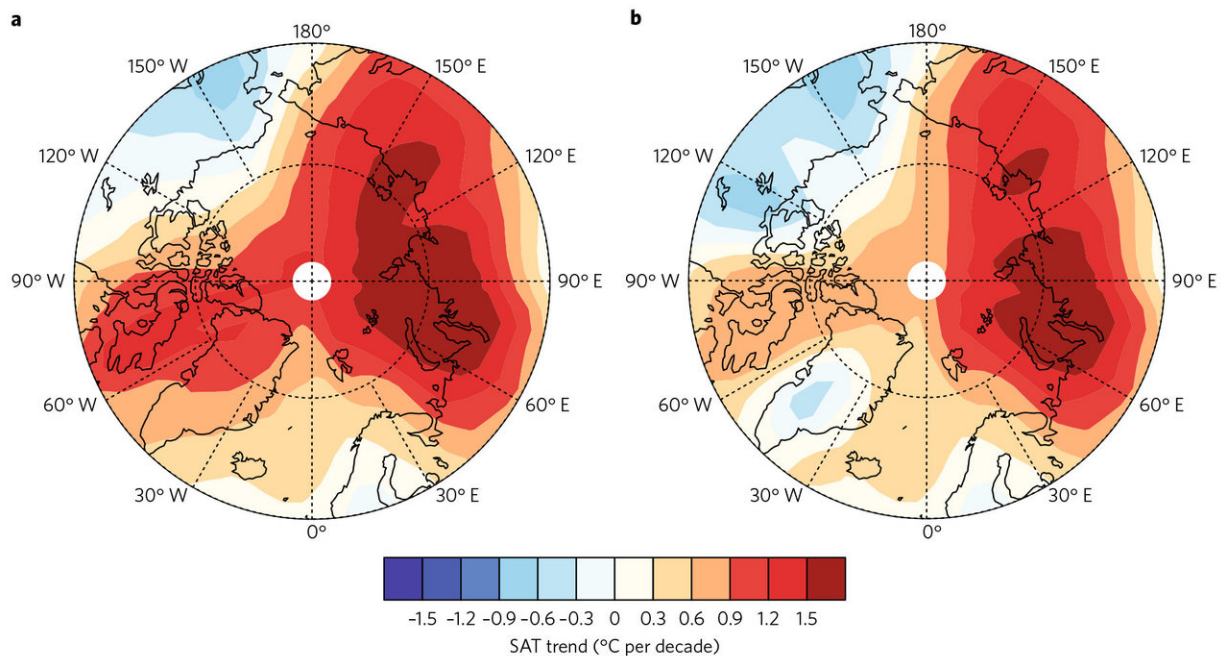 a
b
180°
150° W
150° E
120° W
120° E
90° W
90° E
60° W
60° E
30° W
30° E
0°
180°
150° W
150° E
120° W
120° E
90° W
90° E
60° W
60° E
30° W
30° E
0°
−1.5 −1.2 −0.9 −0.6 −0.3 0 0.3 0.6 0.9 1.2 1.5
SAT trend (°C per decade)